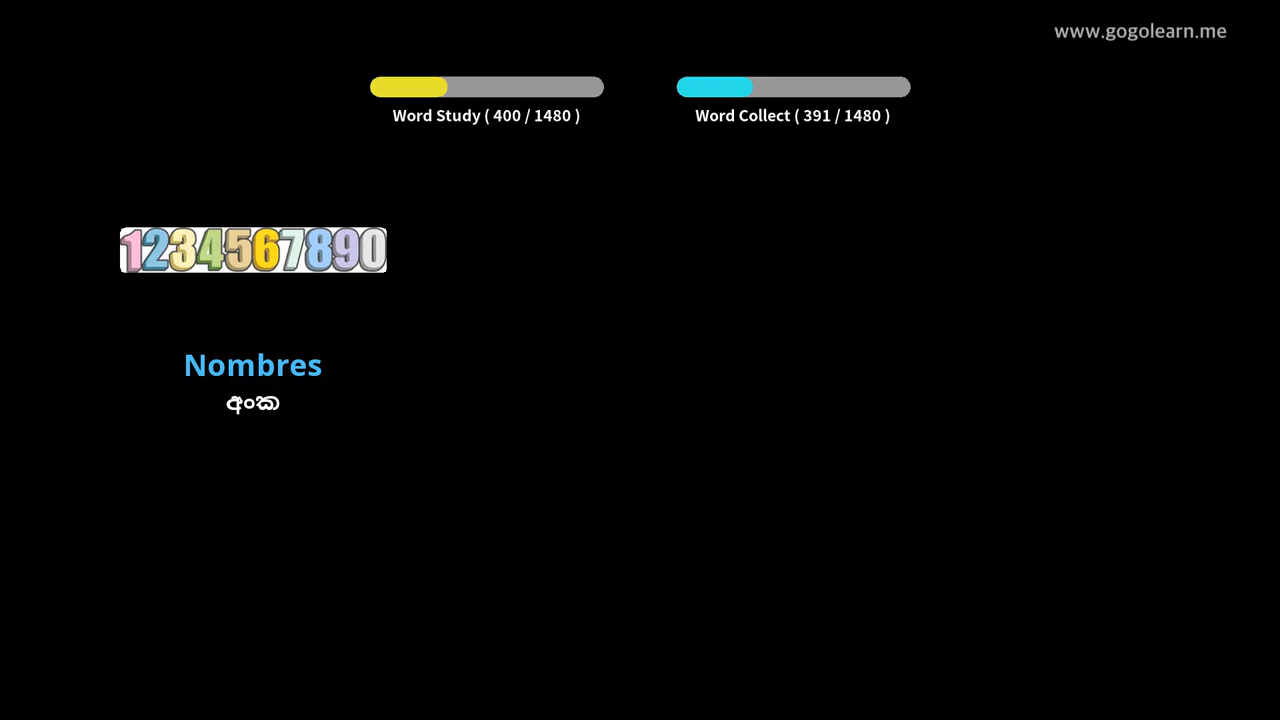 www.gogolearn.me
Word Study ( 400 / 1480 )
Word Collect ( 391 / 1480 )
1234567890
Nombres
අංක